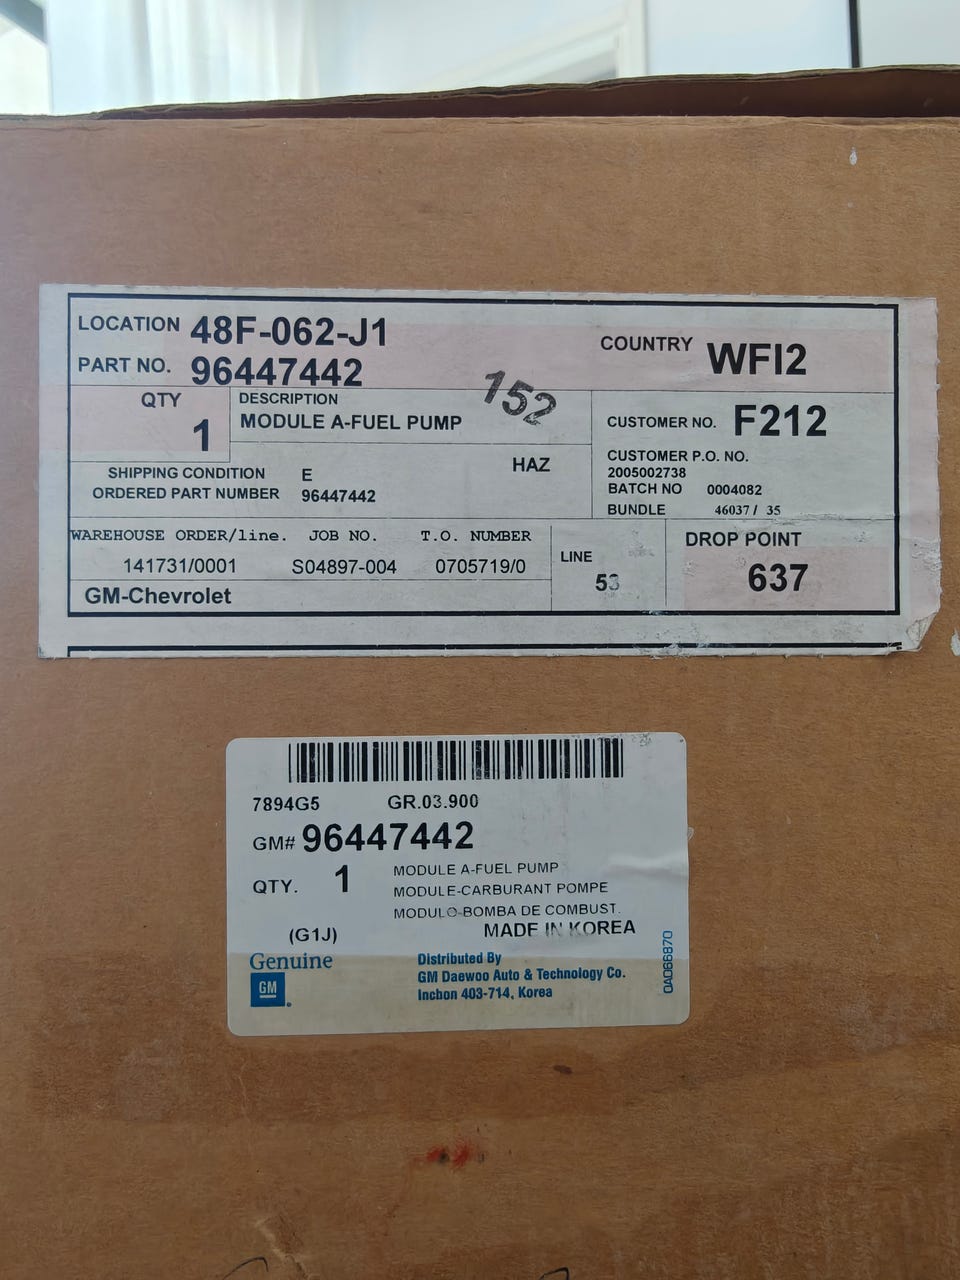 LOCATION 48F-062-J1
PART NO. 96447442
COUNTRY WFI2
152
QTY 1
DESCRIPTION
MODULE A-FUEL PUMP
CUSTOMER NO. F212
SHIPPING CONDITION E
HAZ
ORDERED PART NUMBER 96447442
CUSTOMER P.O. NO.
2005002738
BATCH NO 0004082
BUNDLE 46037 / 35
WAREHOUSE ORDER/line. JOB NO. T.O. NUMBER
141731/0001 S04897-004 0705719/0
LINE
53
DROP POINT
637
GM-Chevrolet
7894G5 GR.03.900
GM# 96447442
QTY. 1
MODULE A-FUEL PUMP
MODULE-CARBURANT POMPE
MODULO-BOMBA DE COMBUST.
(G1J) MADE IN KOREA
Genuine
GM
Distributed By
GM Daewoo Auto & Technology Co.
Inchon 403-714, Korea
0A066870